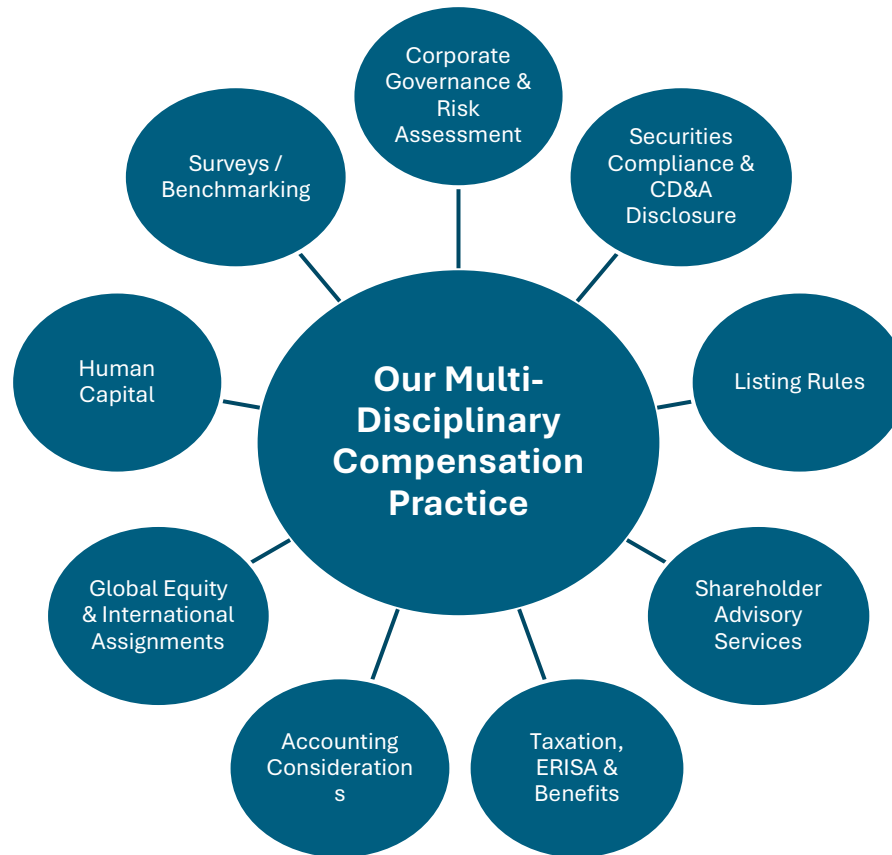 Corporate
Governance &
Risk
Assessment
Securities
Compliance &
CD&A
Disclosure
Listing Rules
Shareholder
Advisory
Services
Taxation,
ERISA &
Benefits
Accounting
Consideration
s
Global Equity
& International
Assignments
Human
Capital
Surveys /
Benchmarking
Our Multi-
Disciplinary
Compensation
Practice